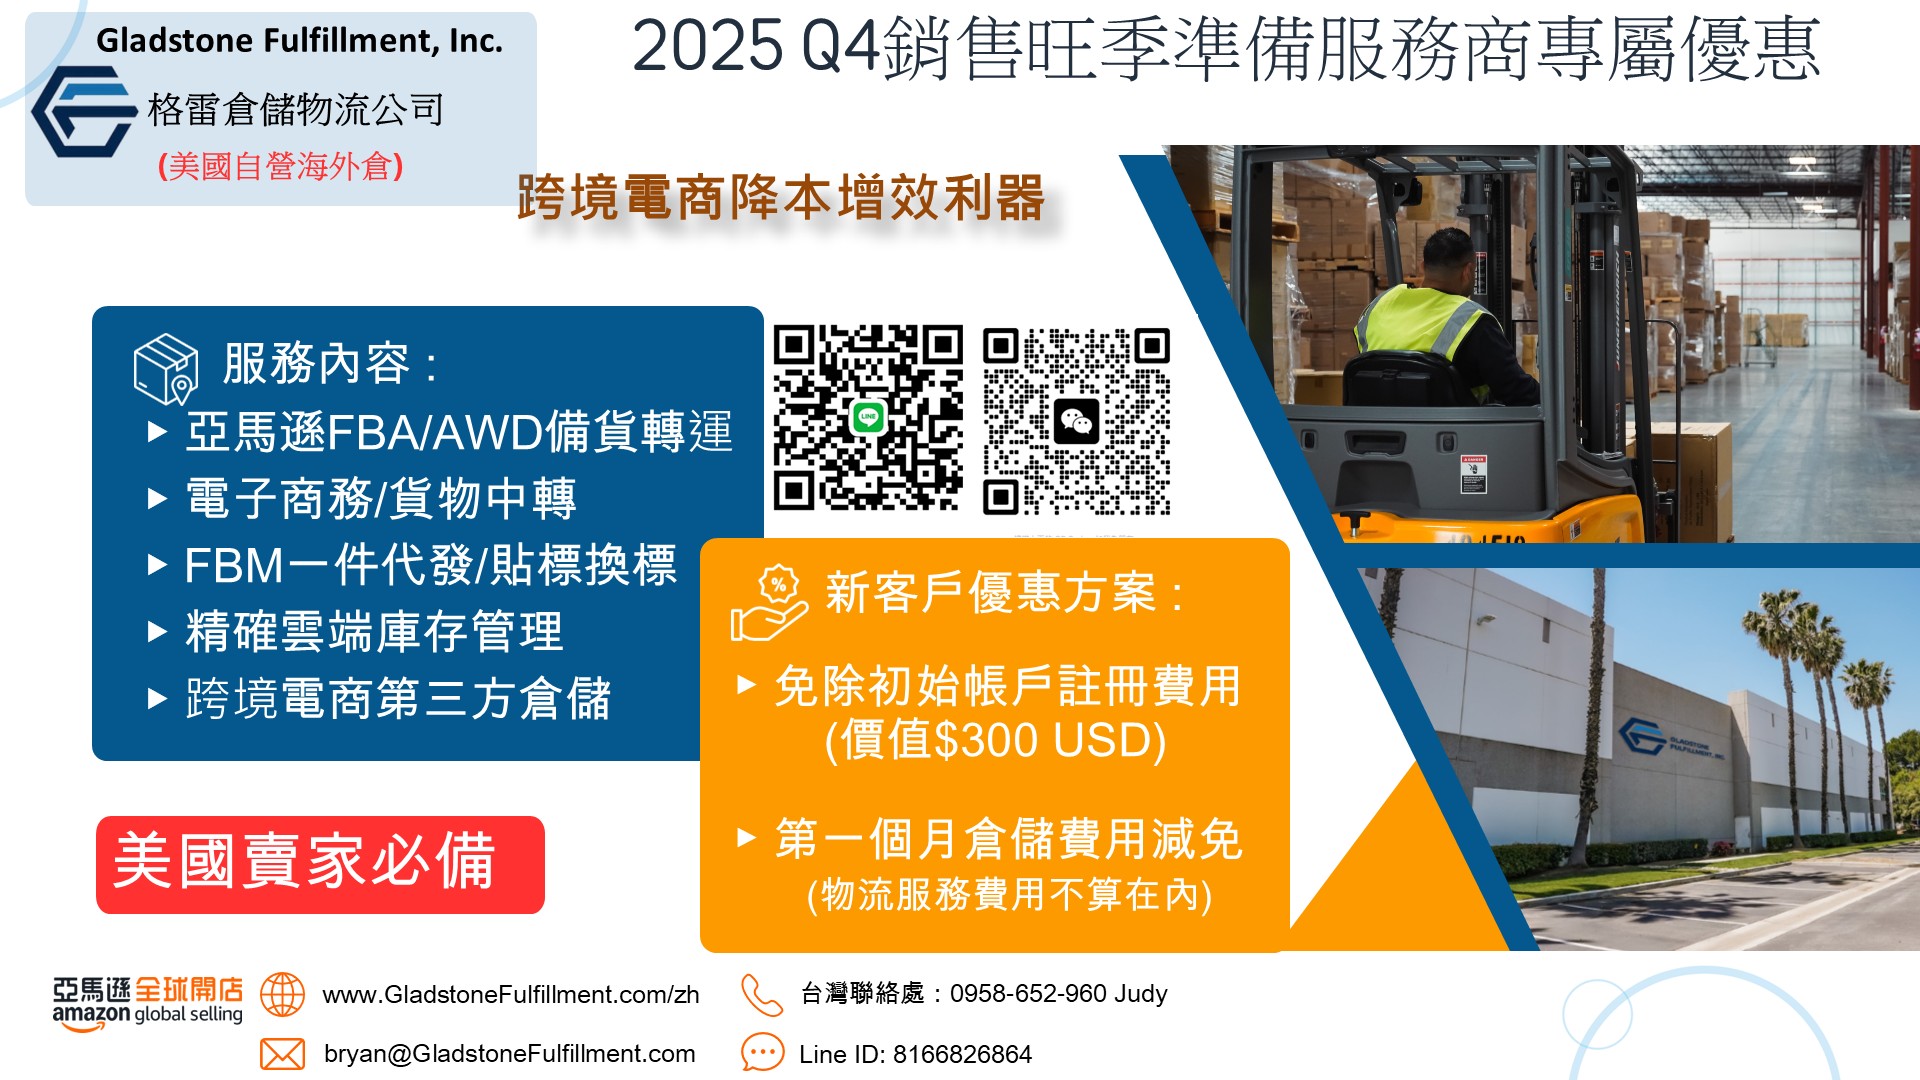 Gladstone Fulfillment, Inc.
格雷倉儲物流公司
(美國自營海外倉)
2025 Q4銷售旺季準備服務商專屬優惠
跨境電商降本增效利器
服務內容 :
亞馬遜FBA/AWD備貨轉運
電子商務/貨物中轉
FBM一件代發/貼標換標
精確雲端庫存管理
跨境電商第三方倉儲
LINE
新客戶優惠方案 :
%
免除初始帳戶註冊費用
(價值$300 USD)
第一個月倉儲費用減免
(物流服務費用不算在內)
美國賣家必備
JUNGHEINRICH
GLADSTONE
FULFILLMENT, INC.
亞馬遜全球開店
amazon global selling
www.GladstoneFulfillment.com/zh
台灣聯絡處：0958-652-960 Judy
bryan@GladstoneFulfillment.com
Line ID: 8166826864